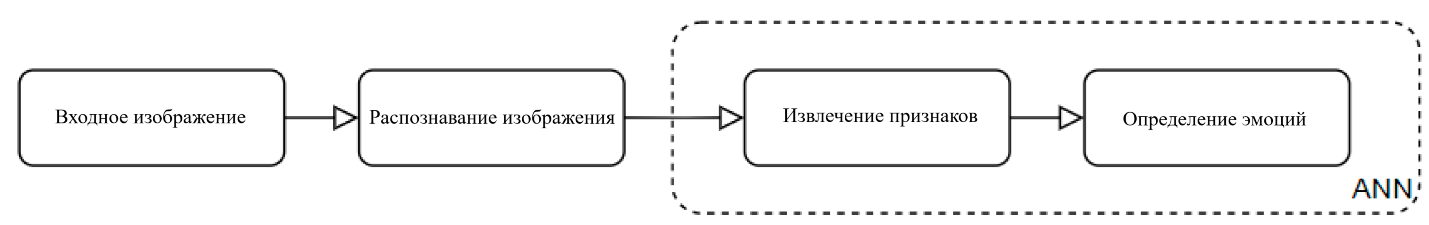 Входное изображение
Распознавание изображения
Извлечение признаков
Определение эмоций
ANN